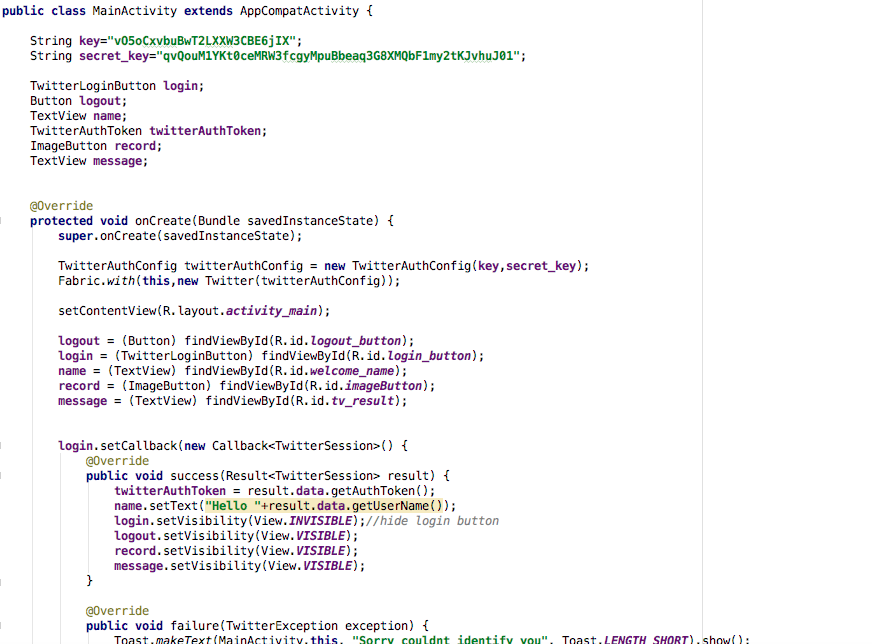 public class MainActivity extends AppCompatActivity {
String key="vO5oCxvbuBwT2LXXW3CBE6jIX";
String secret_key="qvQouM1YKt0ceMRW3fcgyMpuBbeaq3G8XMQbF1my2tKJvhuJ01";
TwitterLoginButton login;
Button logout;
TextView name;
TwitterAuthToken twitterAuthToken;
ImageButton record;
TextView message;
@Override
protected void onCreate(Bundle savedInstanceState) {
super.onCreate(savedInstanceState);
TwitterAuthConfig twitterAuthConfig = new TwitterAuthConfig(key,secret_key);
Fabric.with(this,new Twitter(twitterAuthConfig));
setContentView(R.layout.activity_main);
logout = (Button) findViewById(R.id.logout_button);
login = (TwitterLoginButton) findViewById(R.id.login_button);
name = (TextView) findViewById(R.id.welcome_name);
record = (ImageButton) findViewById(R.id.imageButton);
message = (TextView) findViewById(R.id.tv_result);
login.setCallback(new Callback<TwitterSession>() {
@Override
public void success(Result<TwitterSession> result) {
twitterAuthToken = result.data.getAuthToken();
name.setText("Hello "+result.data.getUserName());
login.setVisibility(View.INVISIBLE);//hide login button
logout.setVisibility(View.VISIBLE);
record.setVisibility(View.VISIBLE);
message.setVisibility(View.VISIBLE);
}
@Override
public void failure(TwitterException exception) {
Toast.makeText(MainActivity.this, "Sorry couldnt identify you", Toast.LENGTH_SHORT).show();